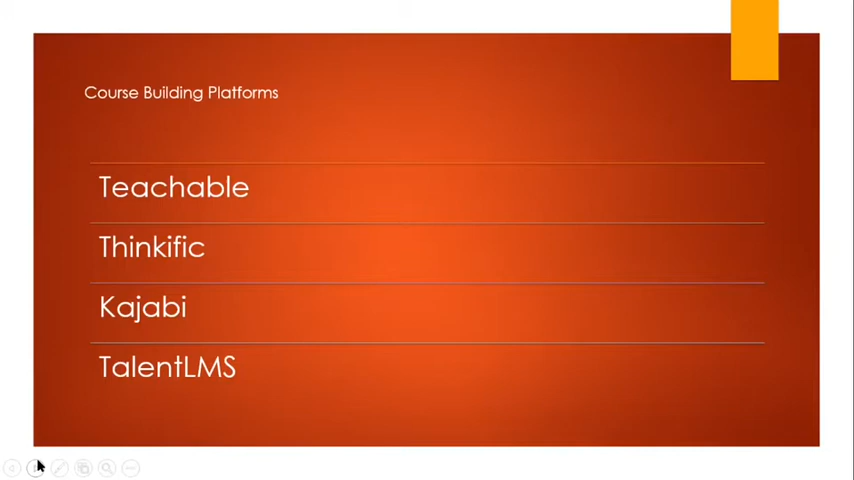 Course Building Platforms
Teachable
Thinkific
Kajabi
TalentLMS